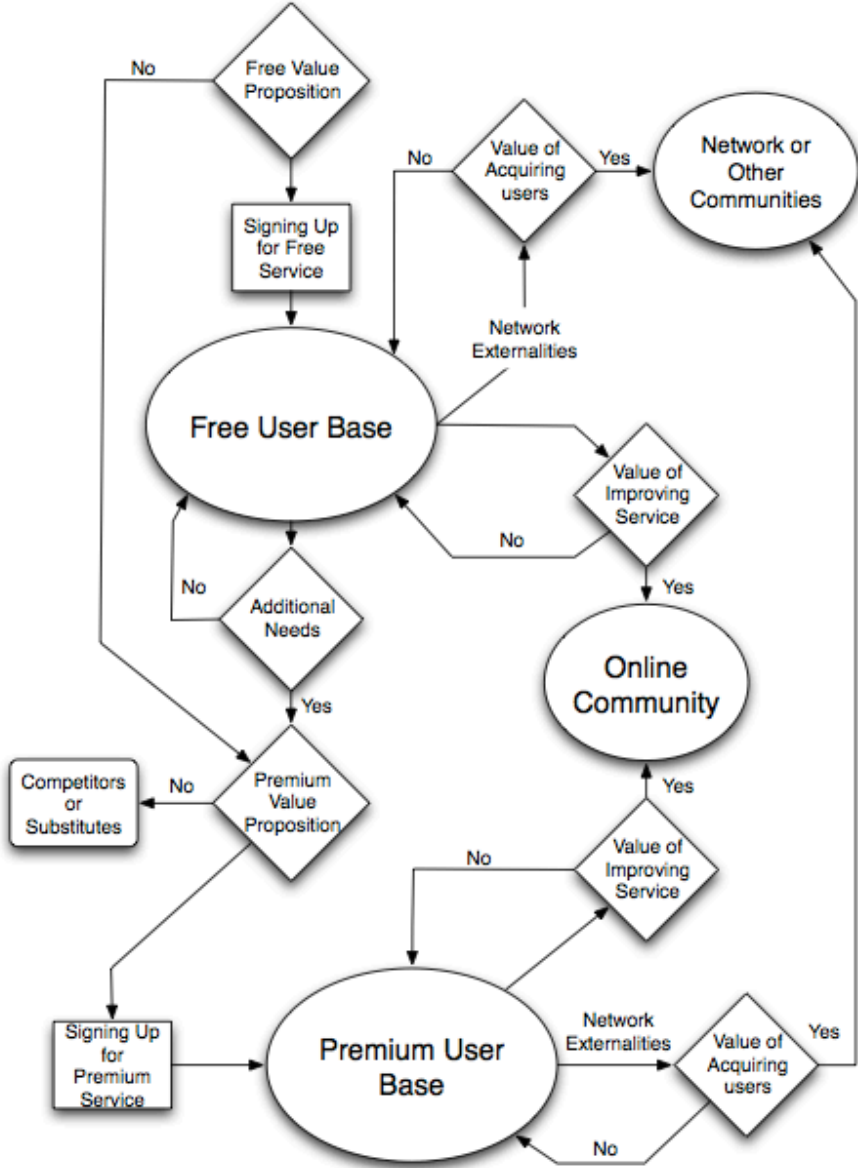 No
Free Value
Proposition
Signing Up
for Free
Service
No
Value of
Acquiring
users
Yes
Network or
Other
Communities
Network
Externalities
Free User Base
Value of
Improving
Service
No
Yes
No
Additional
Needs
Yes
Online
Community
Competitors
or
Substitutes
No
Premium
Value
Proposition
Yes
No
Value of
Improving
Service
Signing Up
for
Premium
Service
Premium User
Base
Network
Externalities
Value of
Acquiring
users
Yes
No